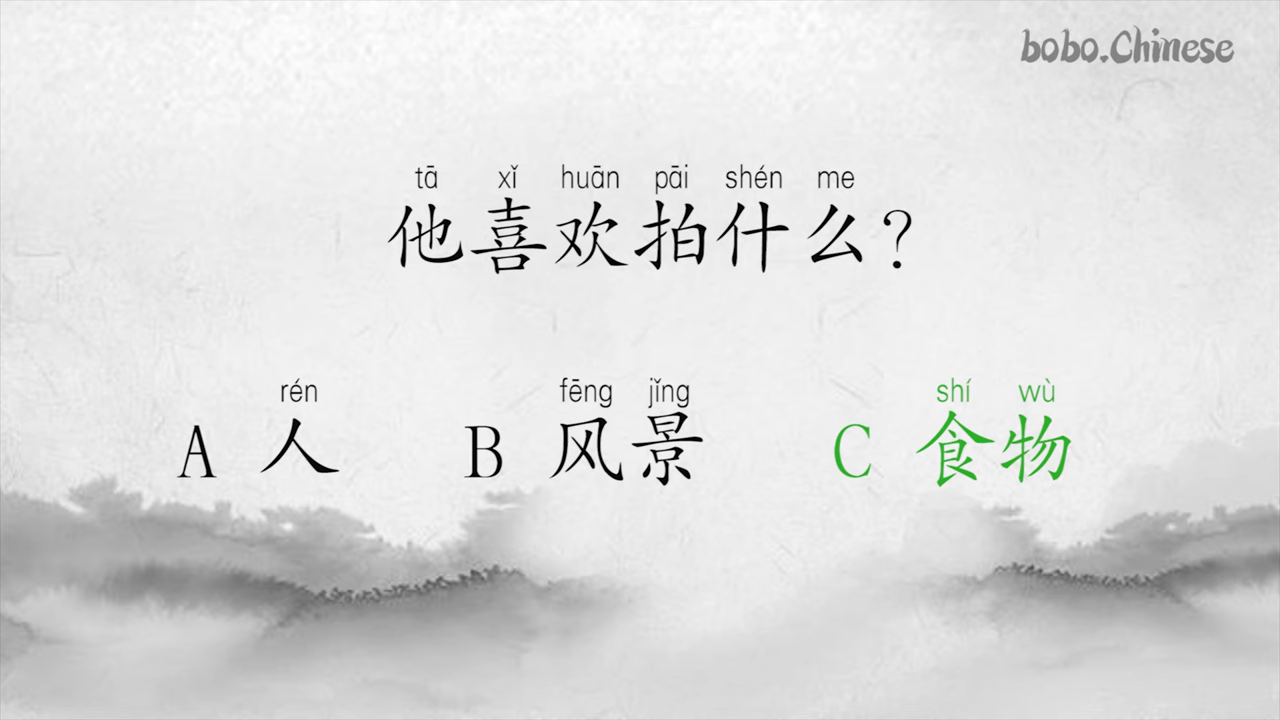 bobo.Chinese
tā xǐ huān pāi shén me
他喜欢拍什么？
rén fēng jǐng shí wù
A 人 B 风景 C 食物